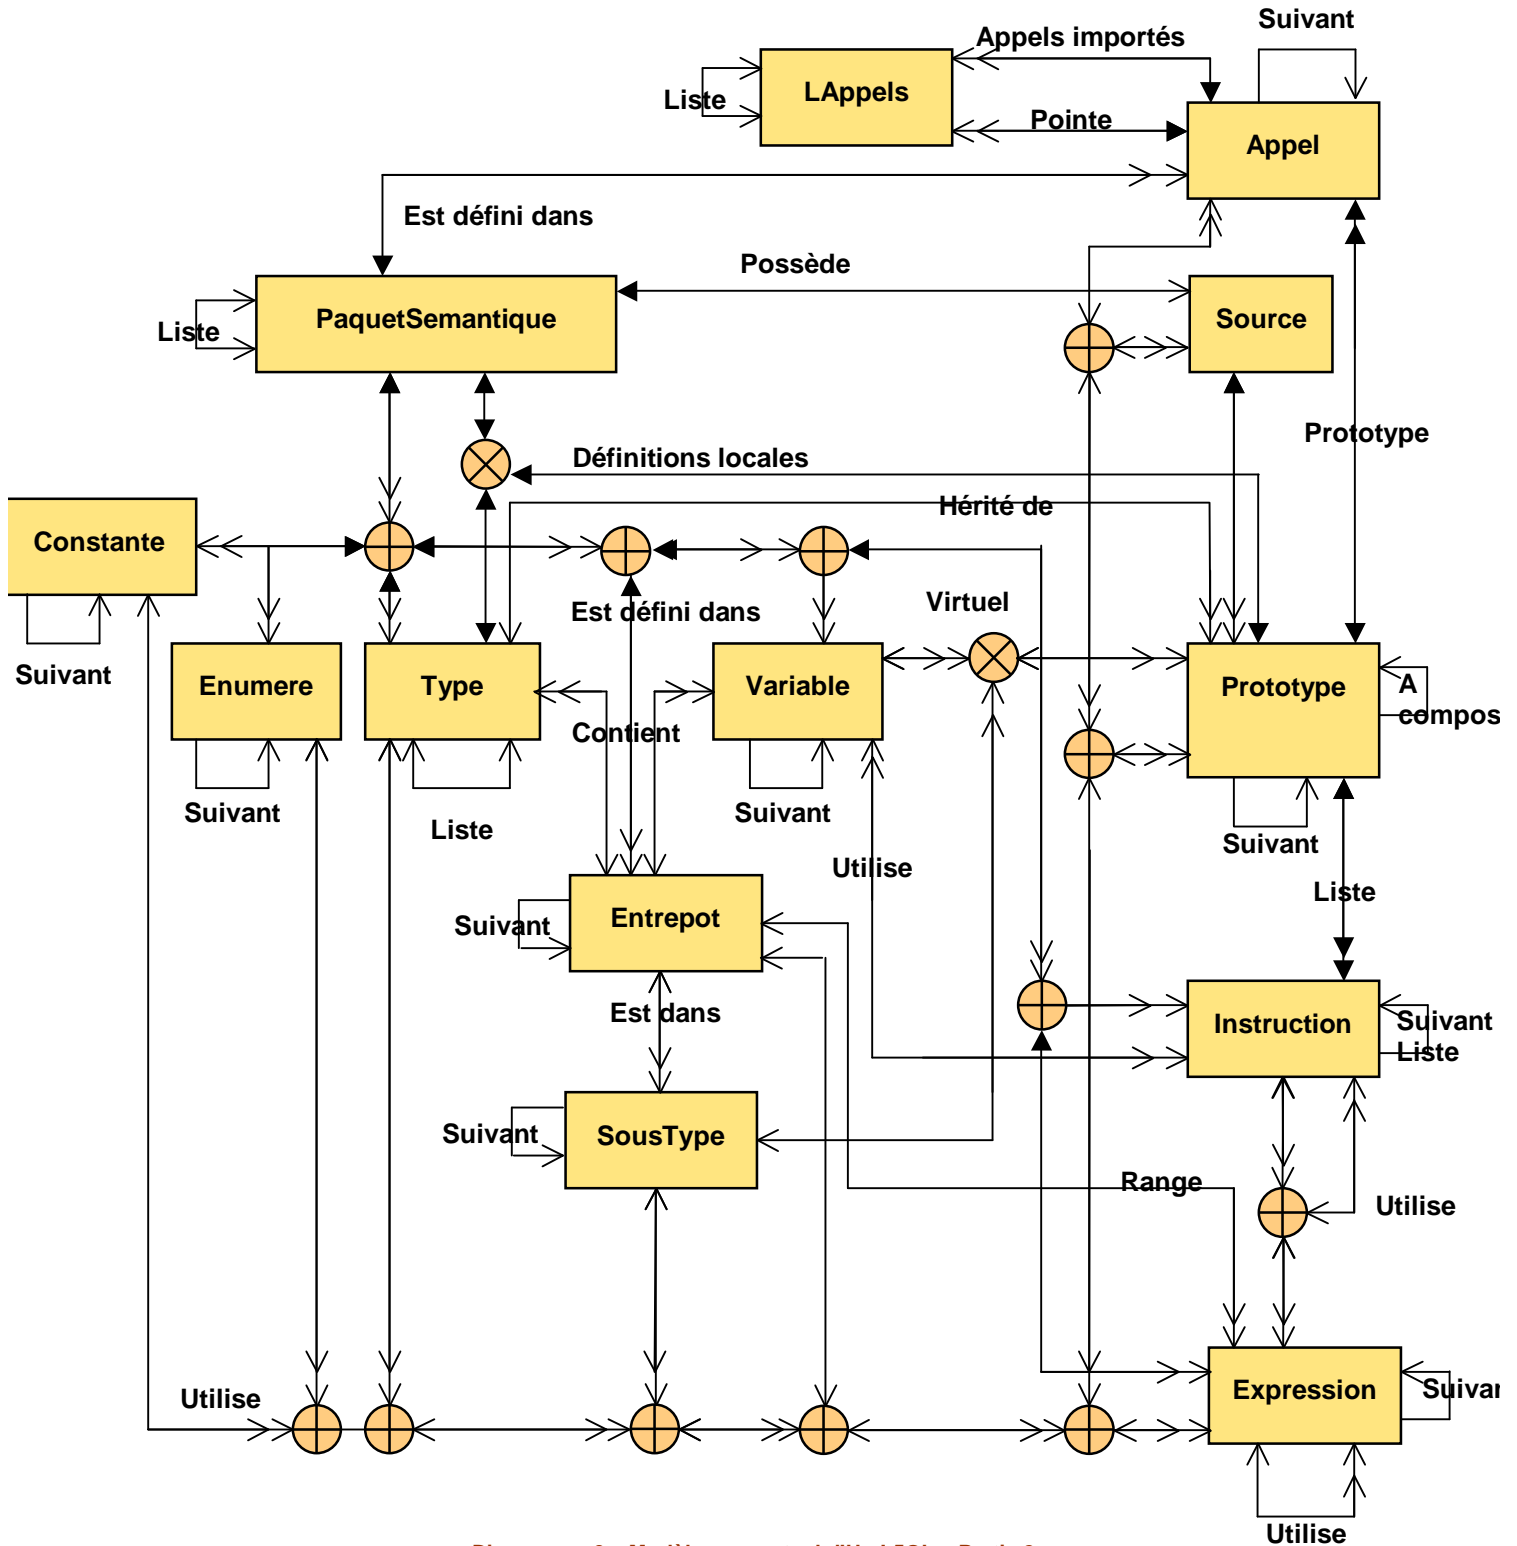 Suivant
Appels importés
LAppels
Liste
Pointe
Appel
Est défini dans
Possède
PaquetSemantique
Source
Liste
Prototype
Définitions locales
Hérité de
Constante
Est défini dans
Virtuel
Suivant
Enumere
Type
Variable
Prototype
A
compos
Contient
Suivant
Liste
Suivant
Suivant
Utilise
Liste
Entrepot
Suivant
Est dans
Instruction
Suivant
Liste
SousType
Suivant
Range
Utilise
Utilise
Expression
Suivar
Utilise